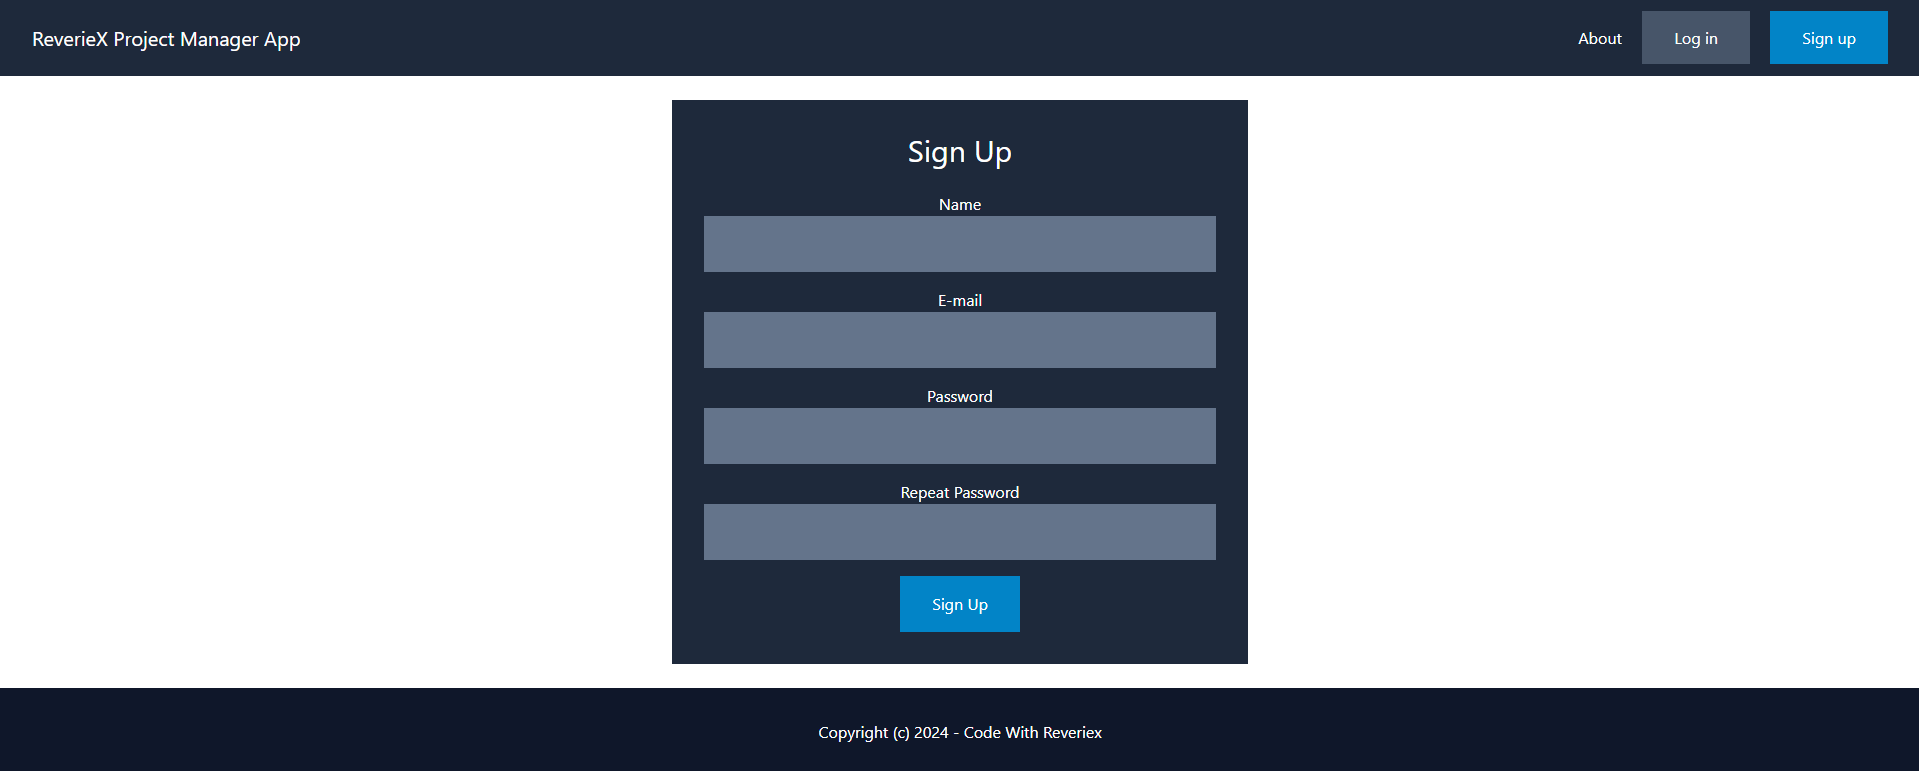 ReverieX Project Manager App
About
Log in
Sign up
Sign Up
Name
E-mail
Password
Repeat Password
Sign Up
Copyright (c) 2024 - Code With Reveriex